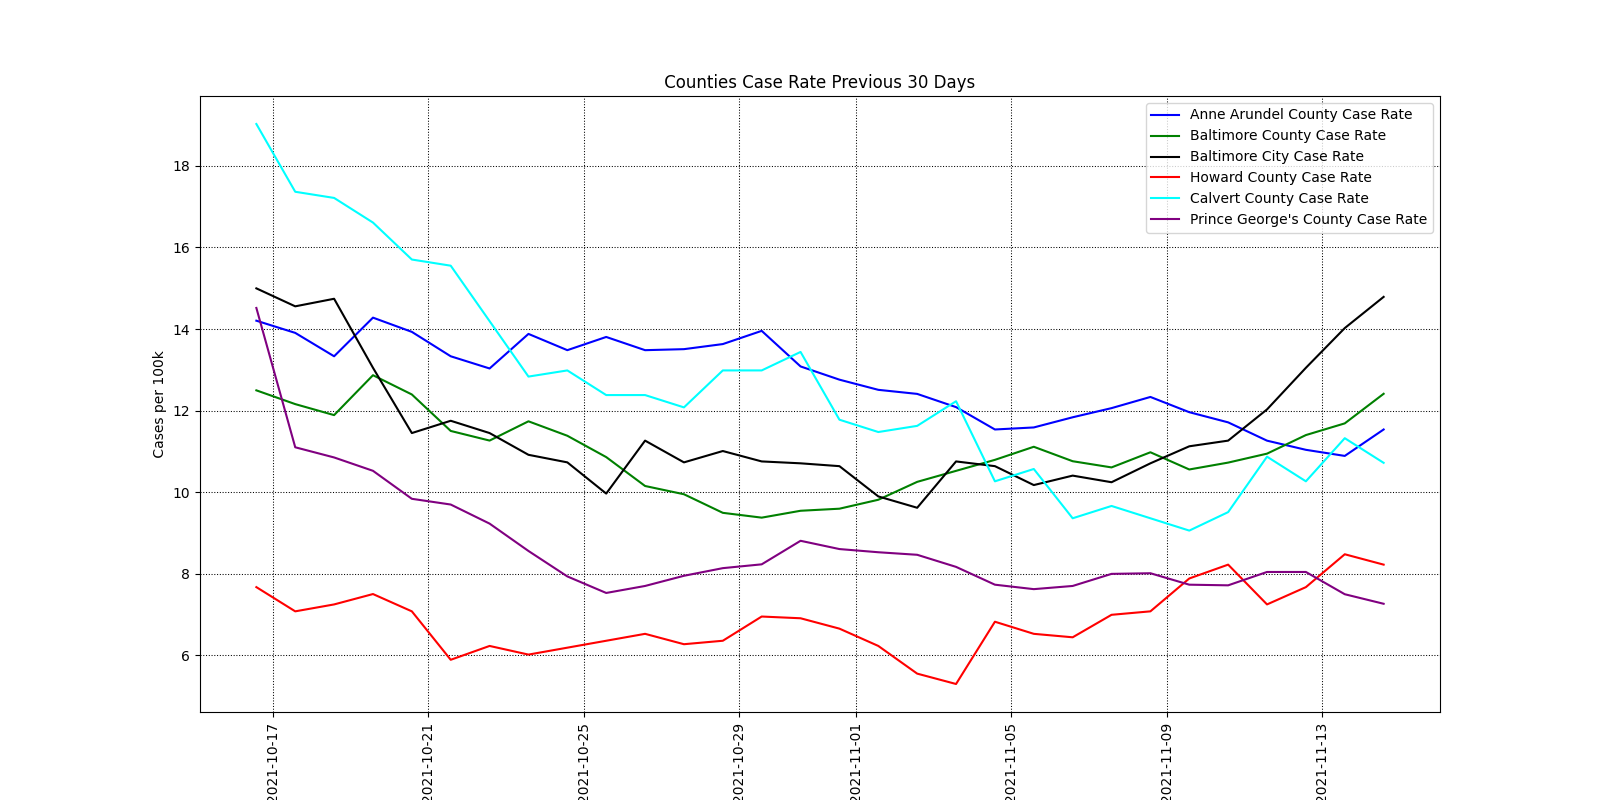 Counties Case Rate Previous 30 Days
Anne Arundel County Case Rate
Baltimore County Case Rate
Baltimore City Case Rate
Howard County Case Rate
Calvert County Case Rate
Prince George's County Case Rate
Cases per 100k
18
16
14
12
10
8
6
2021-10-17
2021-10-21
2021-10-25
2021-10-29
2021-11-01
2021-11-05
2021-11-09
2021-11-13